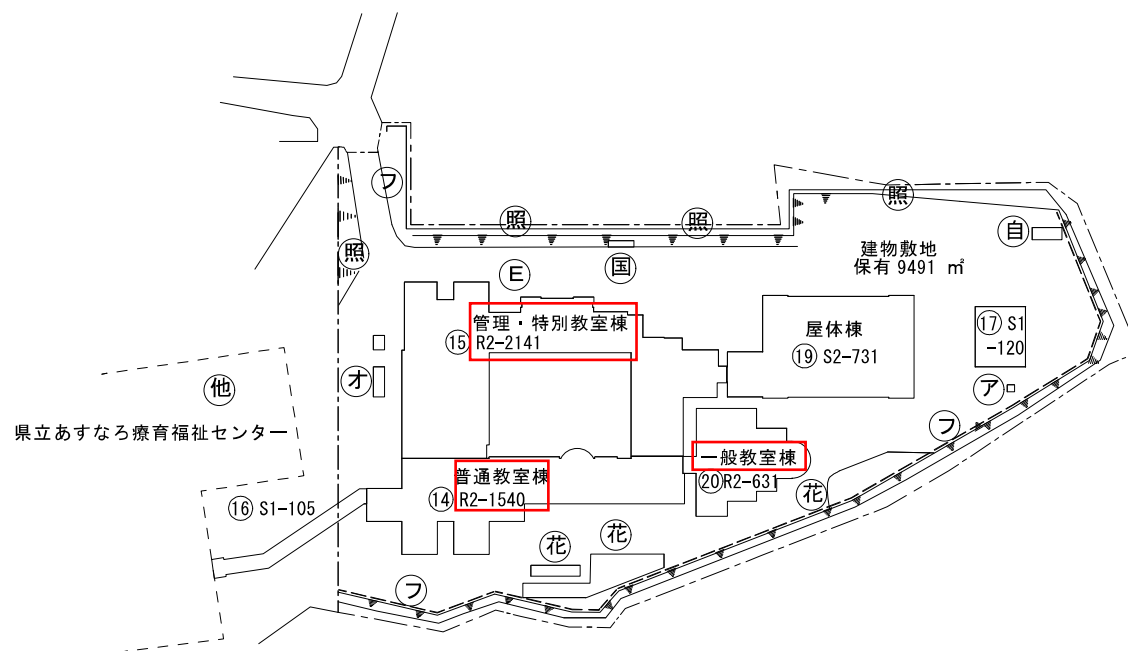 フ
照
照
照
自
照
E
国
建物敷地
保有 9491 ㎡
管理・特別教室棟
⑮ R2-2141
屋体棟
⑲ S2-731
⑰ S1
-120
他
オ
ア
県立あすなろ療育福祉センター
フ
一般教室棟
⑳R2-631
普通教室棟
⑭ R2-1540
⑯ S1-105
花
花
花
フ